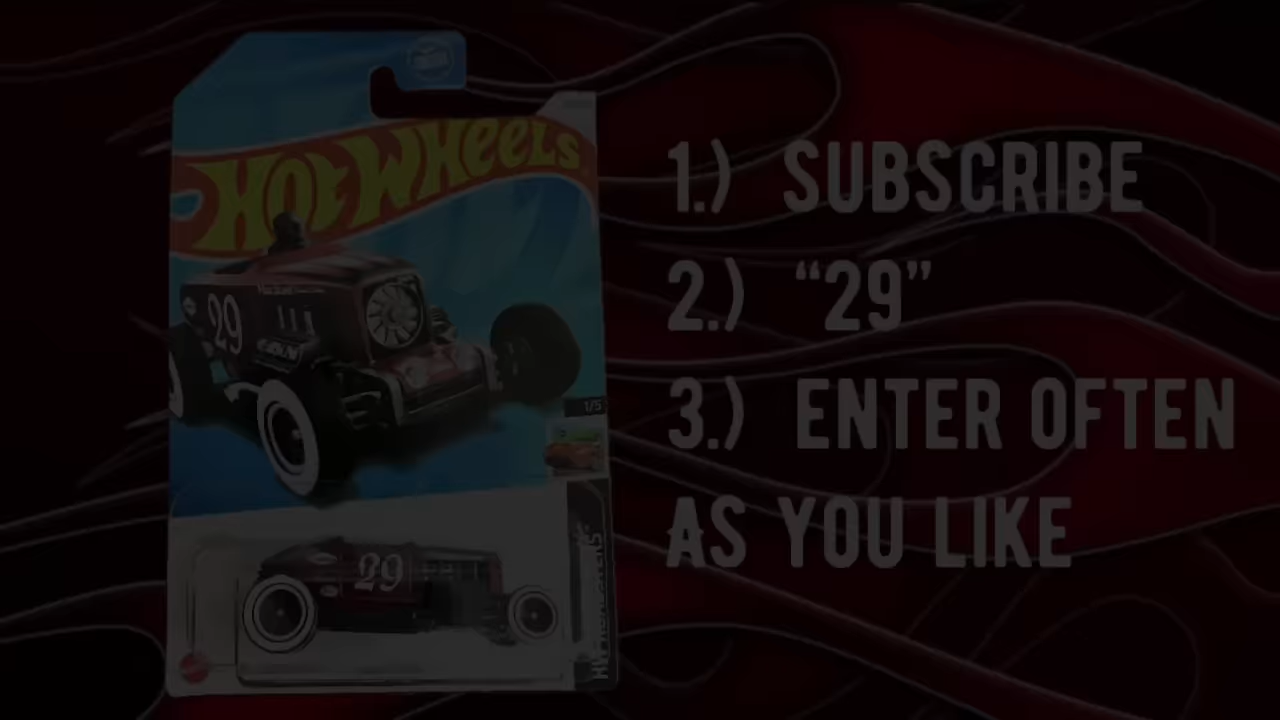 HOT WHEELS
29
1/5
29
1.) SUBSCRIBE
2.) “29”
3.) ENTER OFTEN
AS YOU LIKE